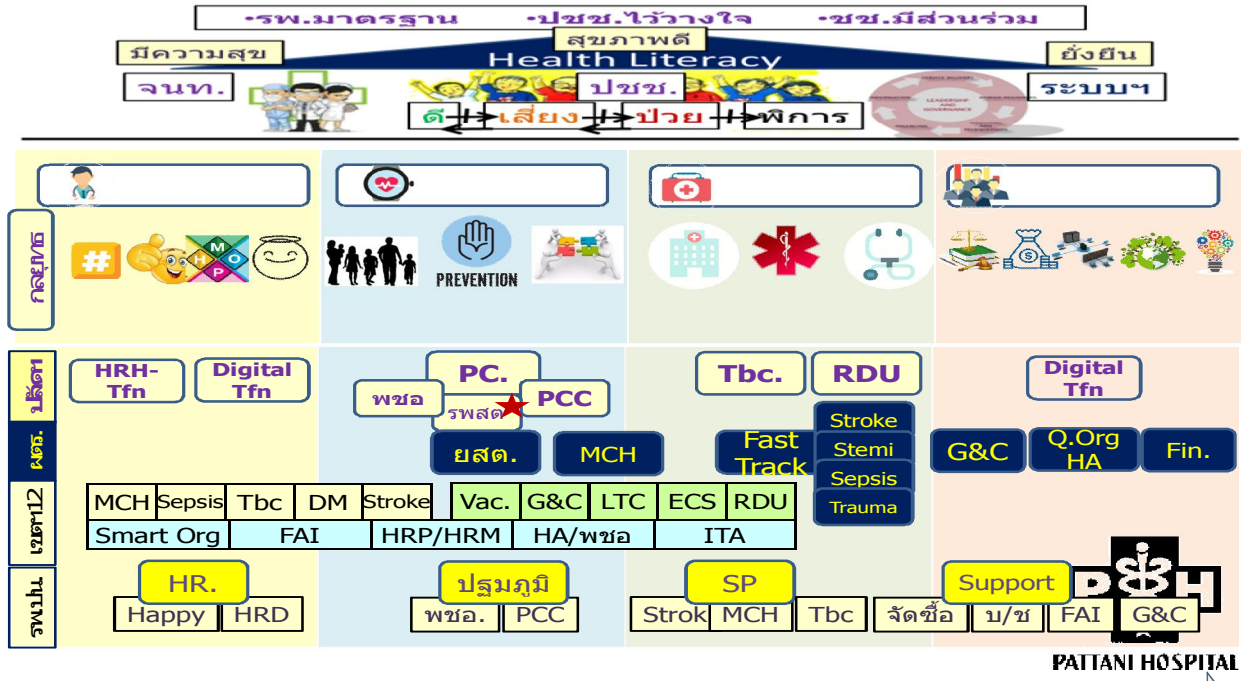 •รพ.มาตรฐาน •ปชช.ไว้วางใจ •ชช.มีส่วนร่วม
สุขภาพดี
มีความสุข
ยั่งยืน
Health Literacy
จนท.
ปชช.
ระบบฯ
LEADERSHIP
AND
GOVERNANCE
ดี เสี่ยง ป่วย พิการ
กลยุทธ
#
M
H O
P
PREVENTION
ปลัดฯ
HRH-
Tfn
Digital
Tfn
PC.
พชอ
รพสต
PCC
Tbc.
RDU
Digital
Tfn
ผตร.
ยสต.
MCH
Fast
Track
Stroke
Stemi
Sepsis
Trauma
G&C
Q.Org
HA
Fin.
เขตฯ12
MCH Sepsis Tbc DM Stroke Vac. G&C LTC ECS RDU
Smart Org FAI HRP/HRM HA/พชอ ITA
รพ.ปน.
HR.
Happy HRD
ปฐมภูมิ
พชอ. PCC
SP
Strok MCH Tbc
Support
จัดซื้อ บ/ช FAI G&C
P H
PATTANI HOSPITAL